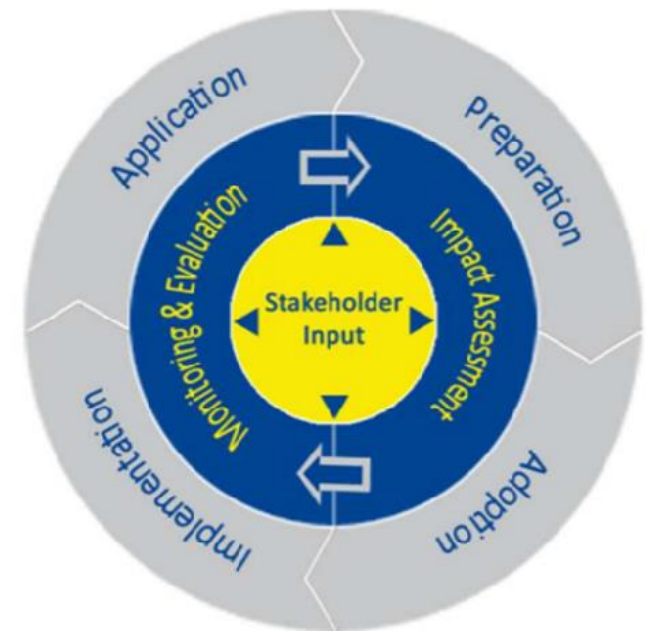 Application
Preparation
Monitoring & Evaluation
Impact Assessment
Stakeholder
Input
Implementation
Adoption